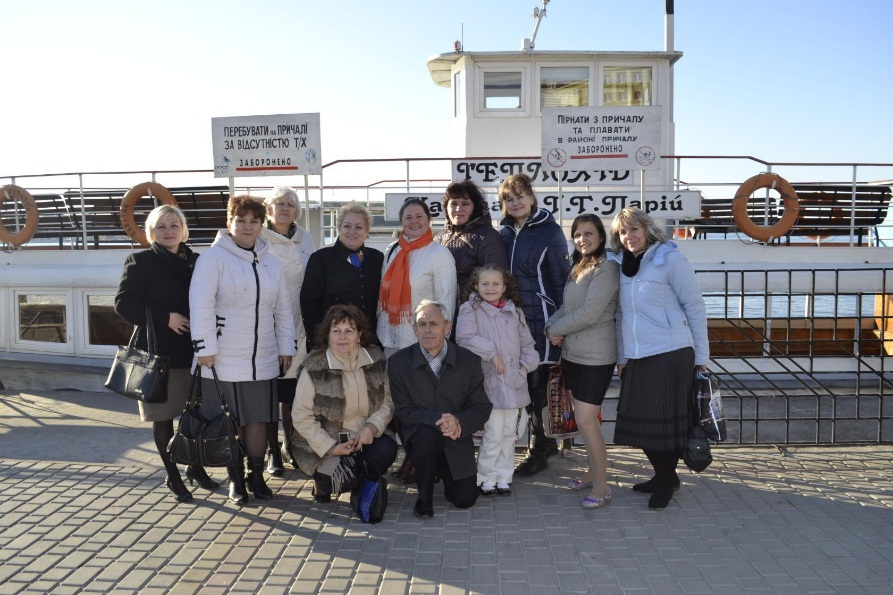 ПЕРЕБУВАТИ НА ПРИЧАЛІ
ЗА ВІДСУТНІСТЮ Т/Х
ЗАБОРОНЕНО
ПІРНАТИ З ПРИЧАЛУ
ТА ПЛАВАТИ
В РАЙОНІ ПРИЧАЛУ
ЗАБОРОНЕНО
ТЕПЛОХІД
Г. Парій